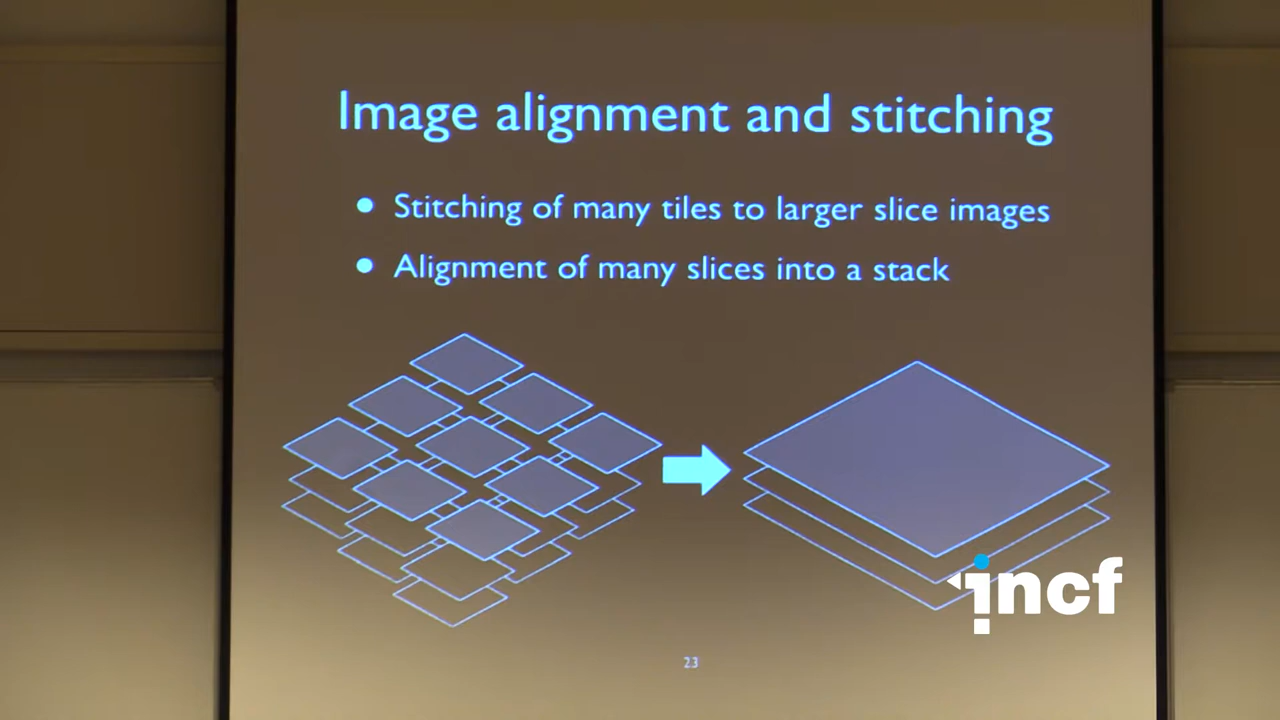 Image alignment and stitching
● Stitching of many tiles to larger slice images
● Alignment of many slices into a stack
incf
23